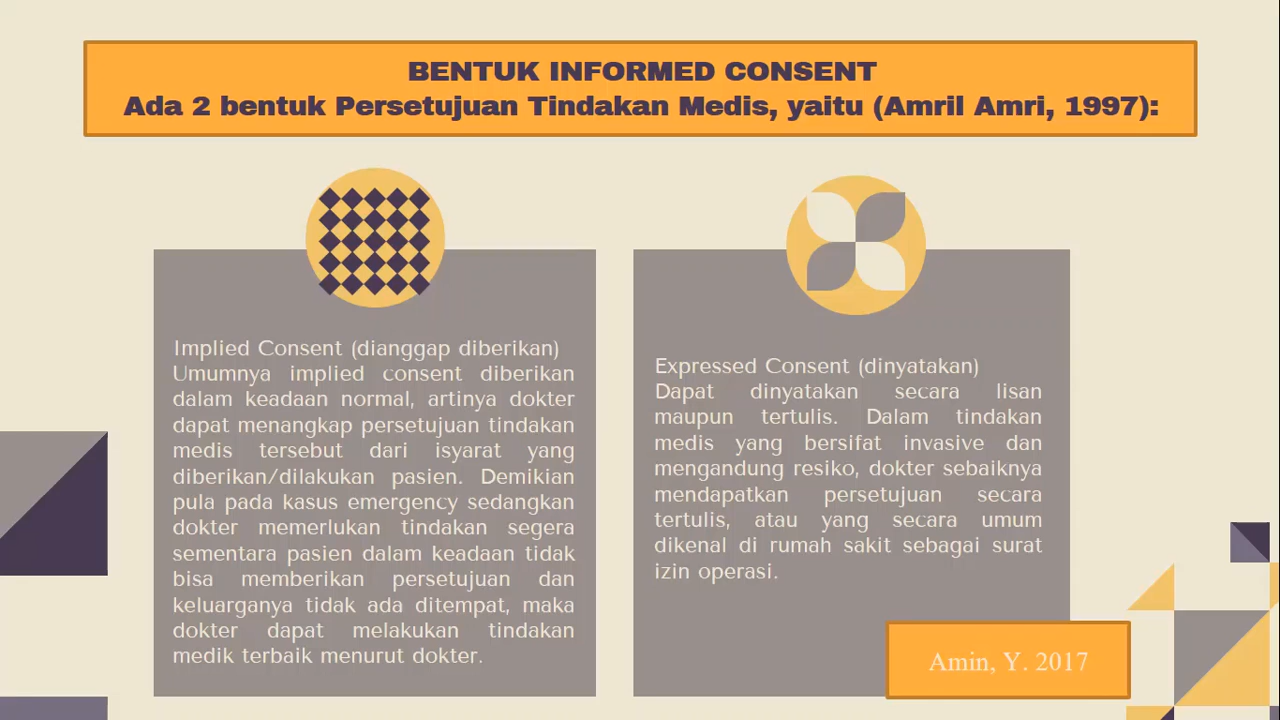 BENTUK INFORMED CONSENT
Ada 2 bentuk Persetujuan Tindakan Medis, yaitu (Amril Amri, 1997):
Implied Consent (dianggap diberikan)
Umumnya implied consent diberikan
dalam keadaan normal, artinya dokter
dapat menangkap persetujuan tindakan
medis tersebut dari isyarat yang
diberikan/dilakukan pasien. Demikian
pula pada kasus emergency sedangkan
dokter memerlukan tindakan segera
sementara pasien dalam keadaan tidak
bisa memberikan persetujuan dan
keluarganya tidak ada ditempat, maka
dokter dapat melakukan tindakan
medik terbaik menurut dokter.
Expressed Consent (dinyatakan)
Dapat dinyatakan secara lisan
maupun tertulis. Dalam tindakan
medis yang bersifat invasive dan
mengandung resiko, dokter sebaiknya
mendapatkan persetujuan secara
tertulis, atau yang secara umum
dikenal di rumah sakit sebagai surat
izin operasi.
Amin, Y. 2017